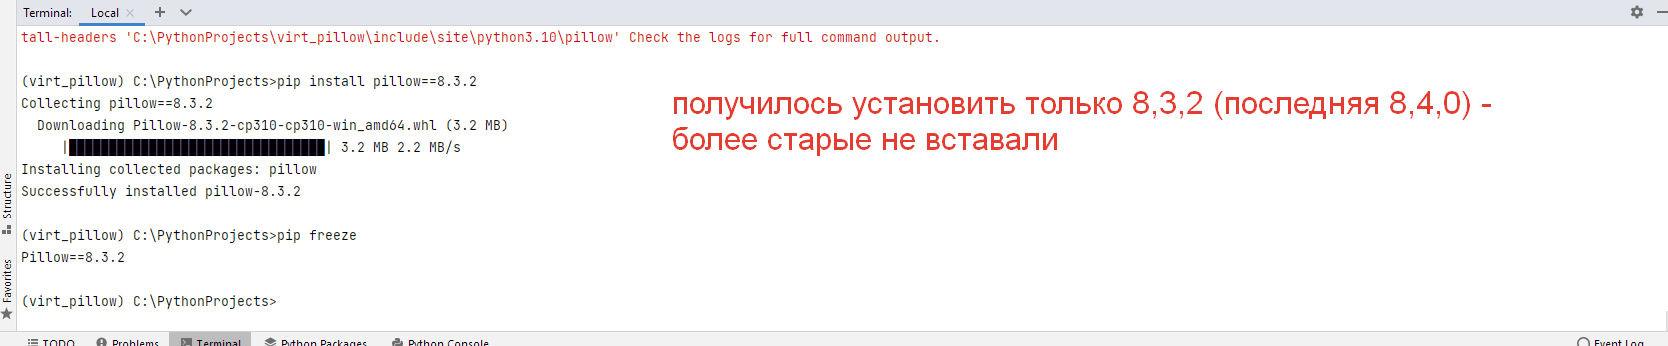 Terminal: Local
tall-headers 'C:\PythonProjects\virt_pillow\include\site\python3.10\pillow' Check the logs for full command output.
(virt_pillow) C:\PythonProjects>pip install pillow==8.3.2
Collecting pillow==8.3.2
Downloading Pillow-8.3.2-cp310-cp310-win_amd64.whl (3.2 MB)
|████████████████████████████████| 3.2 MB 2.2 MB/s
Installing collected packages: pillow
Successfully installed pillow-8.3.2
(virt_pillow) C:\PythonProjects>pip freeze
Pillow==8.3.2
(virt_pillow) C:\PythonProjects>
получилось установить только 8,3,2 (последняя 8,4,0) -
более старые не вставали
Structure
Favorites
TODO Problems Terminal Python Packages Python Console Event Log